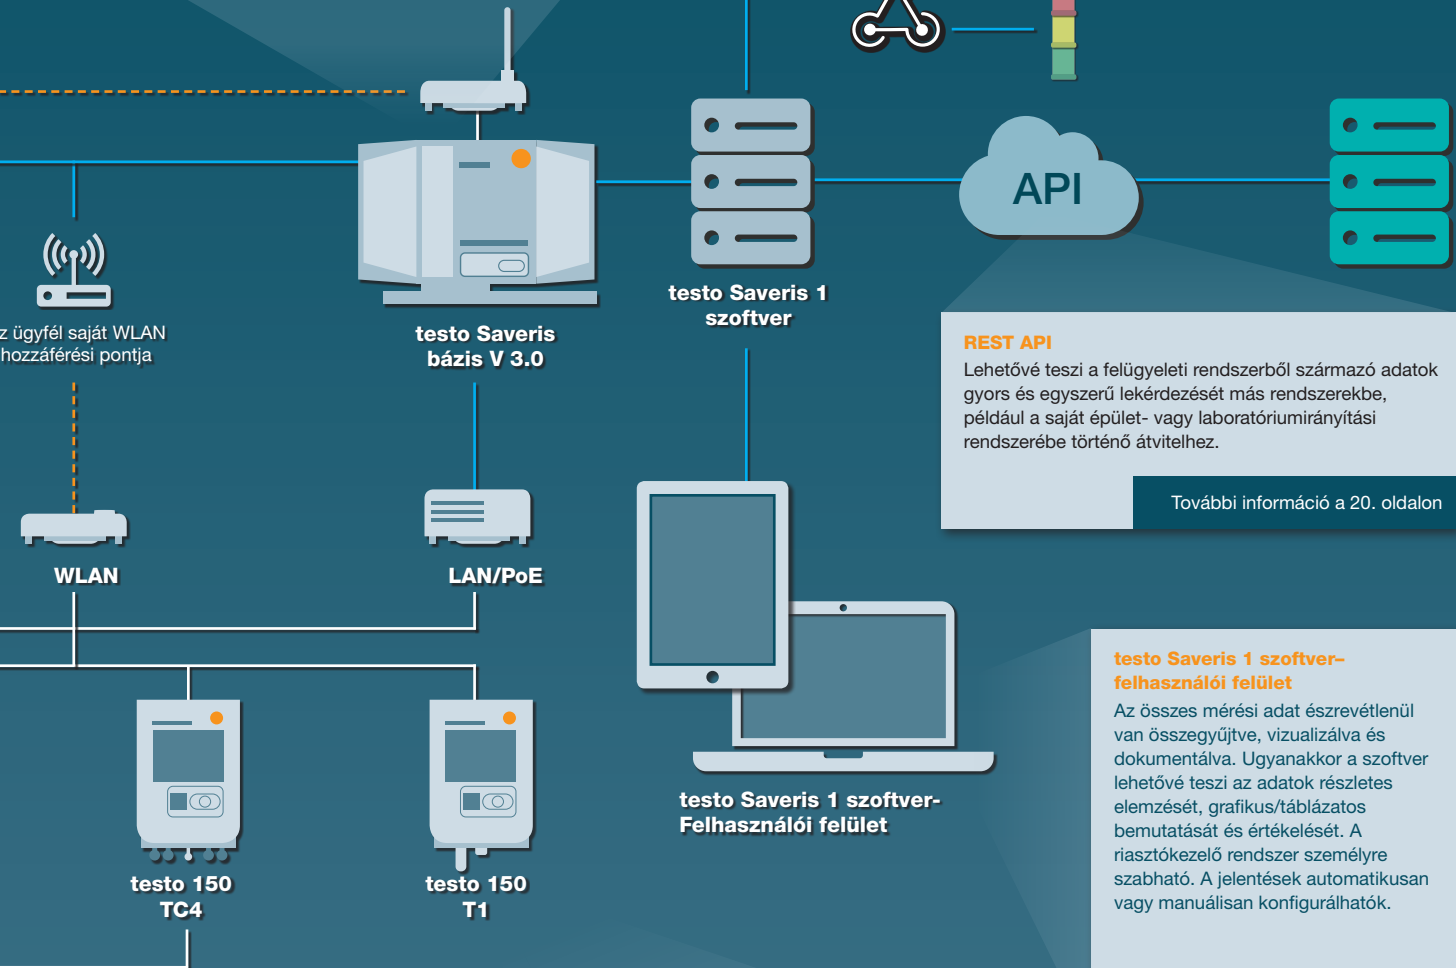 API
testo Saveris 1
szoftver
ügyfél saját WLAN
hozzáférési pontja
testo Saveris
bázis V 3.0
REST API
Lehetővé teszi a felügyeleti rendszerből származó adatok
gyors és egyszerű lekérdezését más rendszerekbe,
például a saját épület- vagy laboratóriumirányítási
rendszerébe történő átvitelhez.
További információ a 20. oldalon
WLAN
LAN/PoE
testo Saveris 1 szoftver-
Felhasználói felület
testo Saveris 1 szoftver–
felhasználói felület
Az összes mérési adat észrevétlenül
van összegyűjtve, vizualizálva és
dokumentálva. Ugyanakkor a szoftver
lehetővé teszi az adatok részletes
elemzését, grafikus/táblázatos
bemutatását és értékelését. A
riasztókezelő rendszer személyre
szabható. A jelentések automatikusan
vagy manuálisan konfigurálhatók.
testo 150
TC4
testo 150
T1